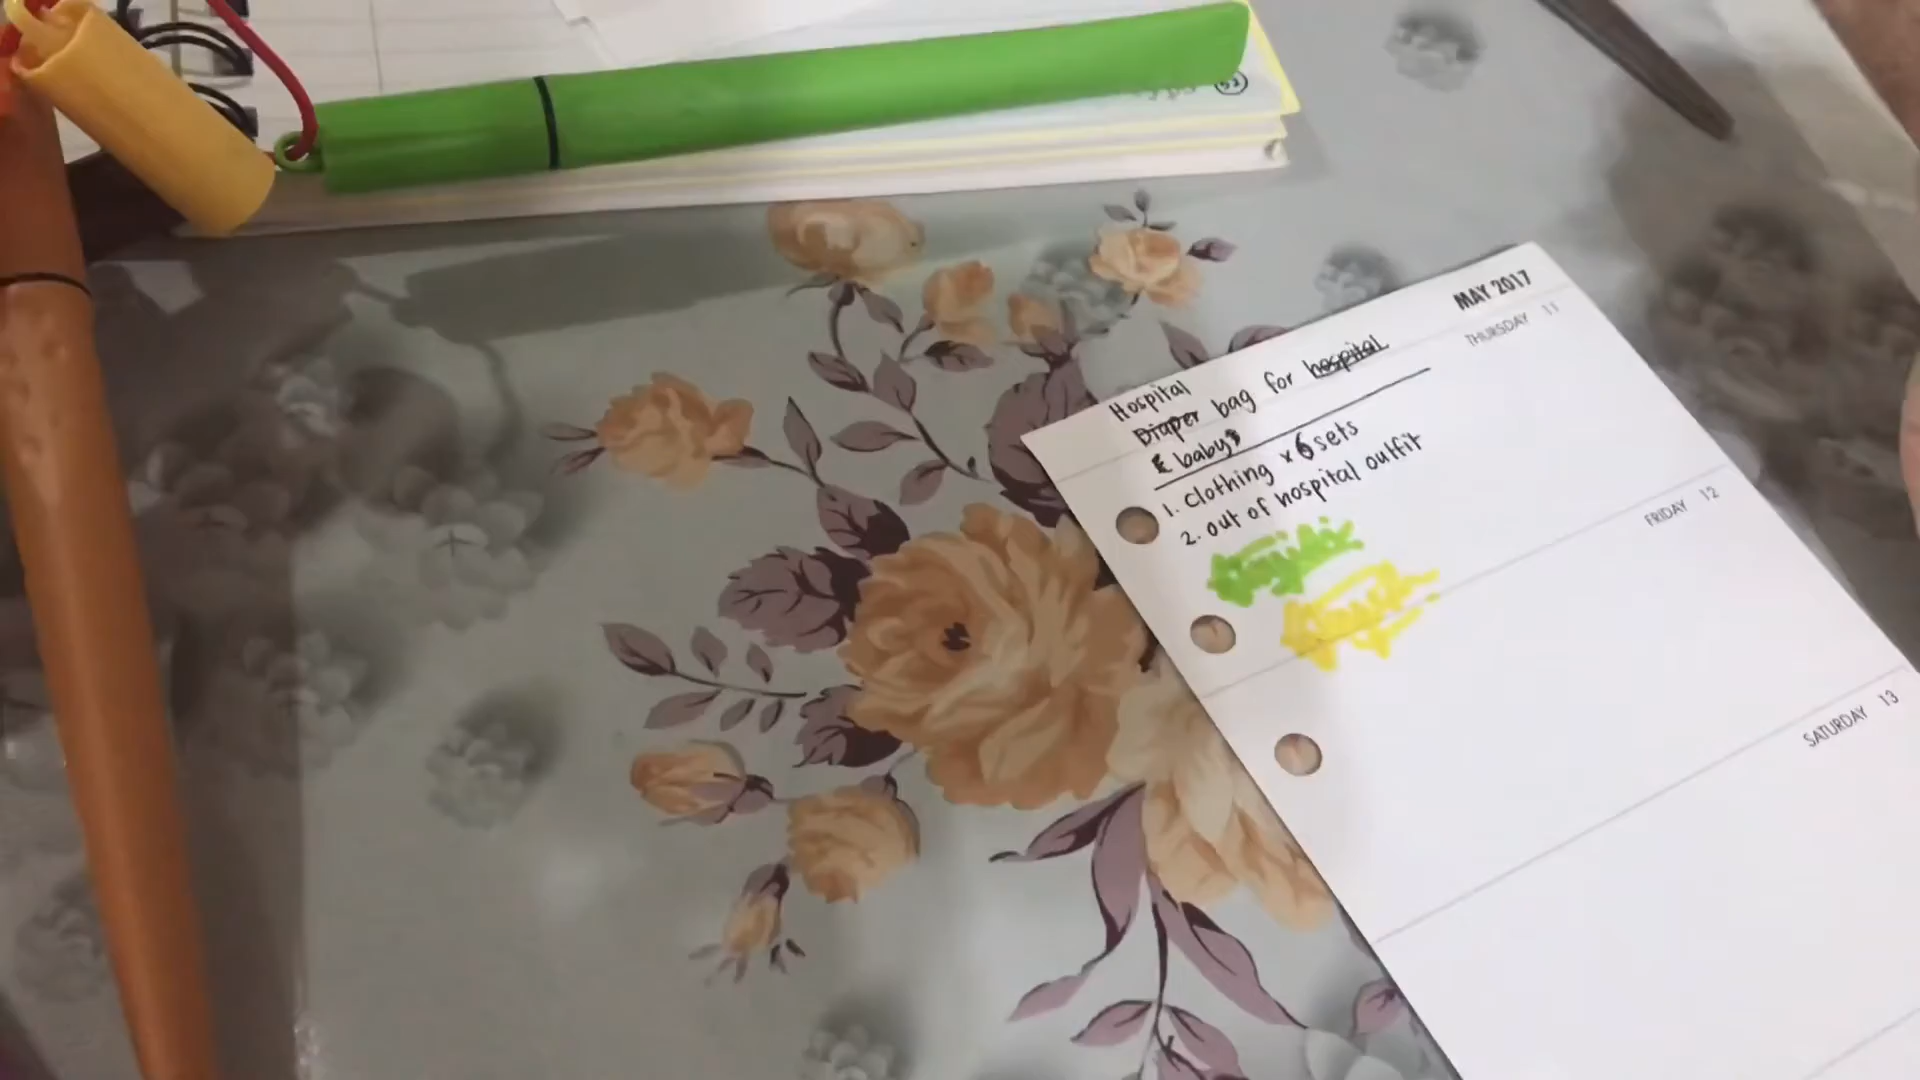 MAY 2017
THURSDAY 11
Hospital
Diaper bag for hospital
baby
1. Clothing x 6 sets
2. out of hospital outfit
FRIDAY 12
SATURDAY 13